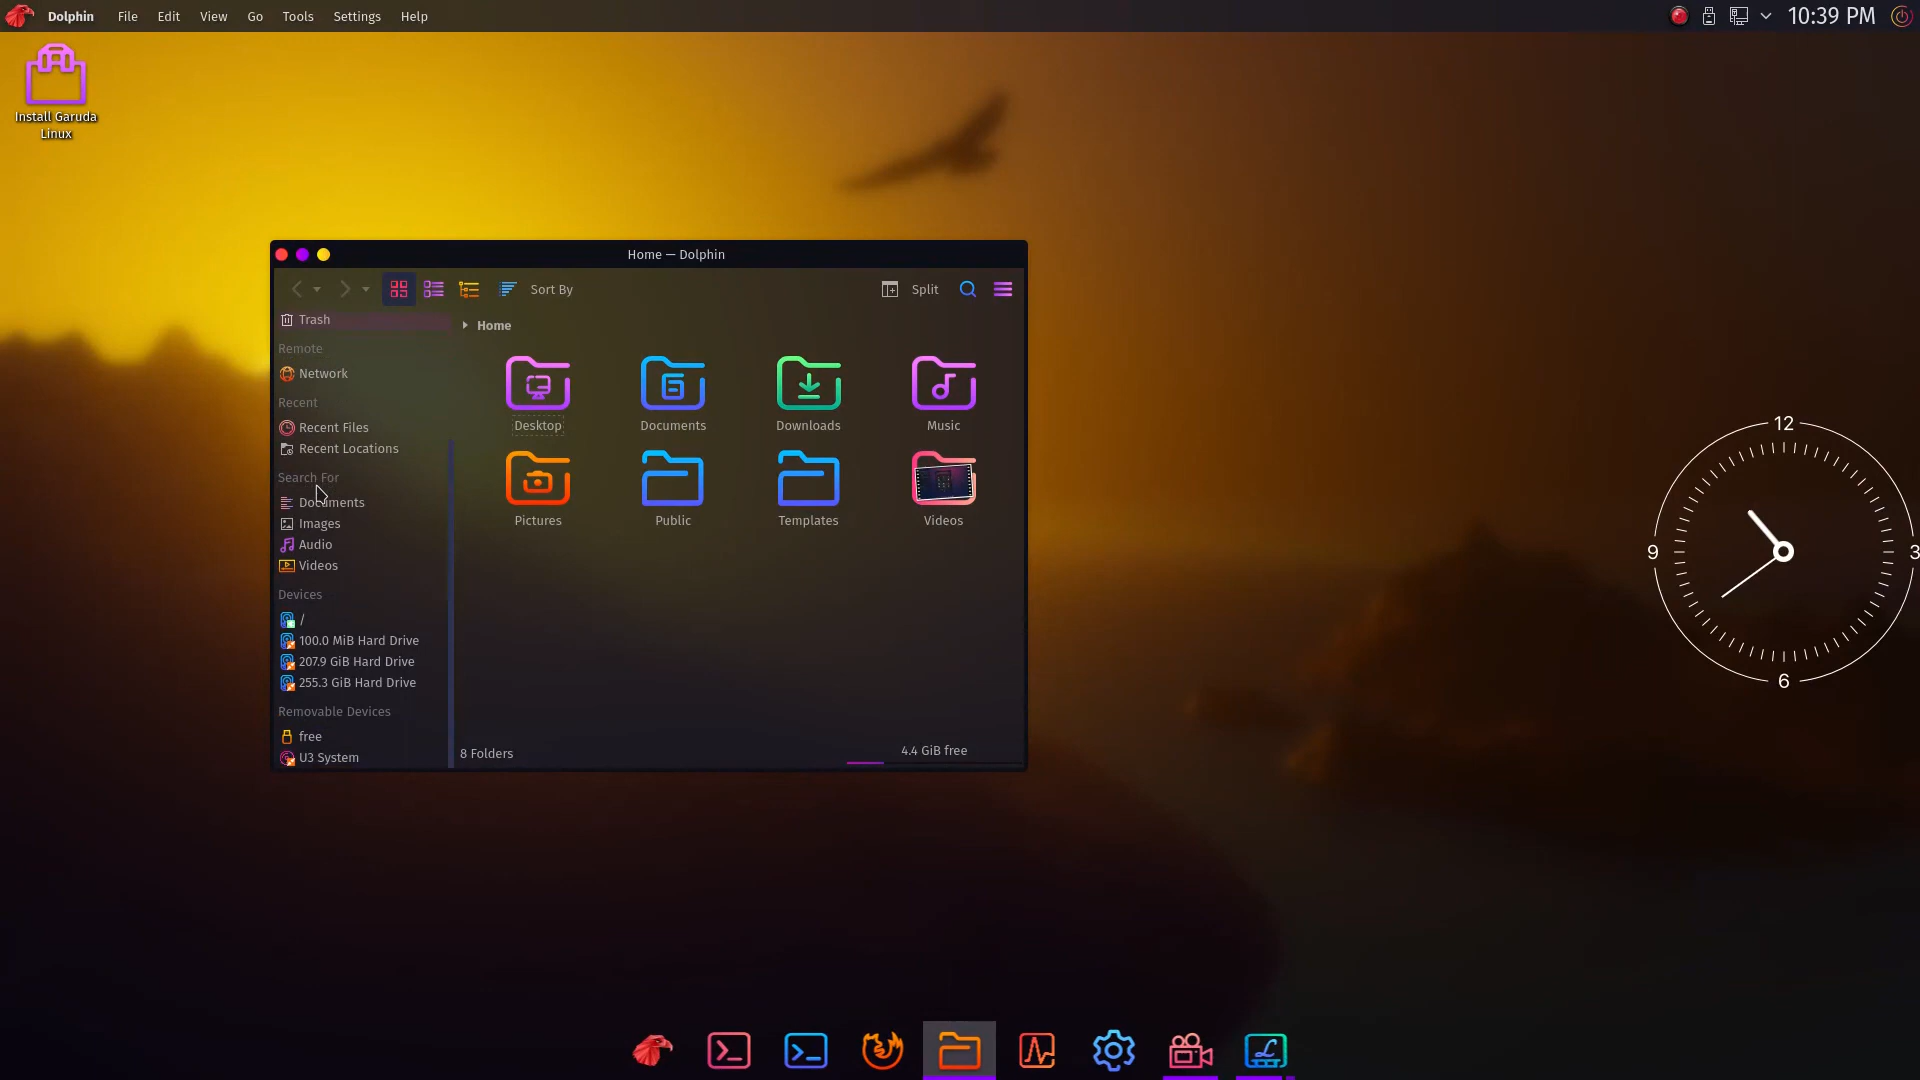 Dolphin File Edit View Go Tools Settings Help
10:39 PM
Install Garuda
Linux
Home — Dolphin
Sort By
Split
Trash
Remote
Network
Recent
Recent Files
Recent Locations
Search For
Documents
Images
Audio
Videos
Devices
/
100.0 MiB Hard Drive
207.9 GiB Hard Drive
255.3 GiB Hard Drive
Removable Devices
free
U3 System
Home
Desktop Documents Downloads Music
Pictures Public Templates Videos
8 Folders
4.4 GiB free
12
9
3
6